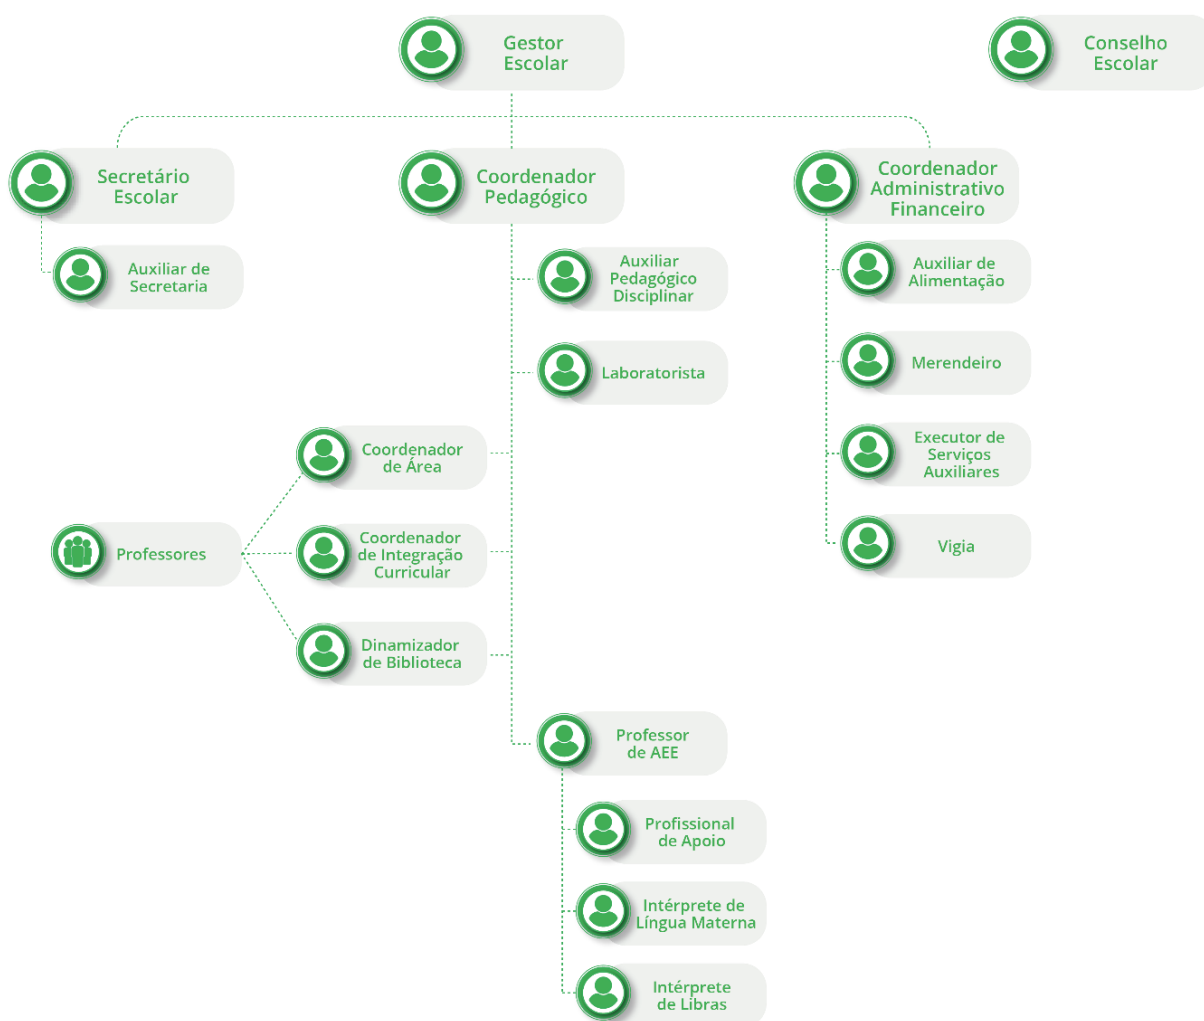 Gestor
Escolar
Conselho
Escolar
Secretário
Escolar
Coordenador
Pedagógico
Coordenador
Administrativo
Financeiro
Auxiliar de
Secretaria
Auxiliar
Pedagógico
Disciplinar
Auxiliar de
Alimentação
Laboratorista
Merendeiro
Coordenador
de Área
Executor de
Serviços
Auxiliares
Professores
Coordenador
de Integração
Curricular
Vigia
Dinamizador
de Biblioteca
Professor
de AEE
Profissional
de Apoio
Intérprete de
Língua Materna
Intérprete
de Libras